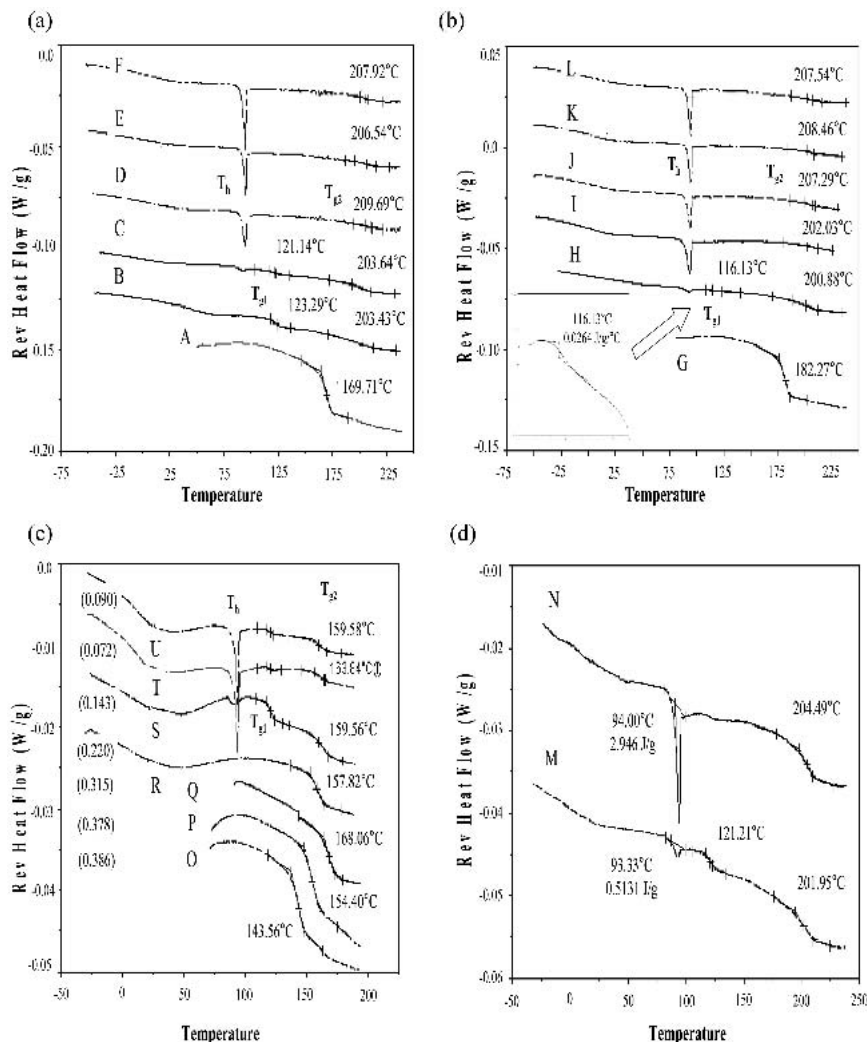 (a)
0.0
-0.05
-0.10
-0.15
-0.20
-75
-25
25
75
125
175
225
Rev Heat Flow (W/g)
Temperature
F
E
D
C
B
A
207.92°C
206.54°C
209.69°C
203.64°C
203.43°C
169.71°C
121.14°C
123.29°C
Th
Tg2
Tg1
(b)
0.05
0.0
-0.05
-0.10
-0.15
-75
-25
25
75
125
175
225
Rev Heat Flow (W/g)
Temperature
L
K
J
I
H
G
207.54°C
208.46°C
207.29°C
202.03°C
200.88°C
182.27°C
116.13°C
Th
Tg2
Tg1
116.13°C
0.0264 J/g/°C
(c)
0.0
-0.01
-0.02
-0.03
-0.04
-0.05
-50
0
50
100
150
200
Rev Heat Flow (W/g)
Temperature
(0.090)
(0.072)
(0.143)
(0.220)
(0.315)
(0.378)
(0.386)
U
T
S
R
Q
P
O
Th
Tg2
Tg1
159.58°C
159.56°C
157.82°C
168.06°C
154.40°C
143.56°C
(d)
-0.01
-0.02
-0.03
-0.04
-0.05
-0.06
-50
0
50
100
150
200
250
Rev Heat Flow (W/g)
Temperature
N
M
94.00°C
2.946 J/g
204.49°C
121.21°C
93.33°C
0.5131 J/g
201.95°C